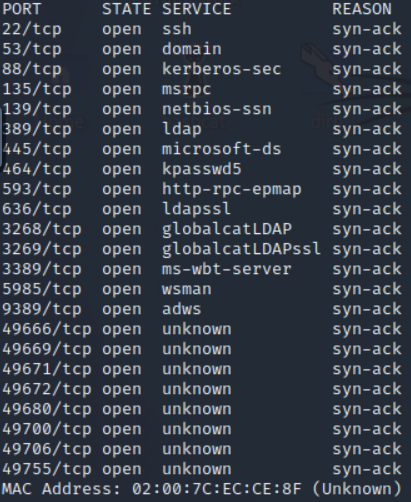 PORT STATE SERVICE REASON
22/tcp open ssh syn-ack
53/tcp open domain syn-ack
88/tcp open kerberos-sec syn-ack
135/tcp open msrpc syn-ack
139/tcp open netbios-ssn syn-ack
389/tcp open ldap syn-ack
445/tcp open microsoft-ds syn-ack
464/tcp open kpasswd5 syn-ack
593/tcp open http-rpc-epmap syn-ack
636/tcp open ldapssl syn-ack
3268/tcp open globalcatLDAP syn-ack
3269/tcp open globalcatLDAPssl syn-ack
3389/tcp open ms-wbt-server syn-ack
5985/tcp open wsman syn-ack
9389/tcp open adws syn-ack
49666/tcp open unknown syn-ack
49669/tcp open unknown syn-ack
49671/tcp open unknown syn-ack
49672/tcp open unknown syn-ack
49680/tcp open unknown syn-ack
49700/tcp open unknown syn-ack
49706/tcp open unknown syn-ack
49755/tcp open unknown syn-ack
MAC Address: 02:00:7C:EC:CE:8F (Unknown)